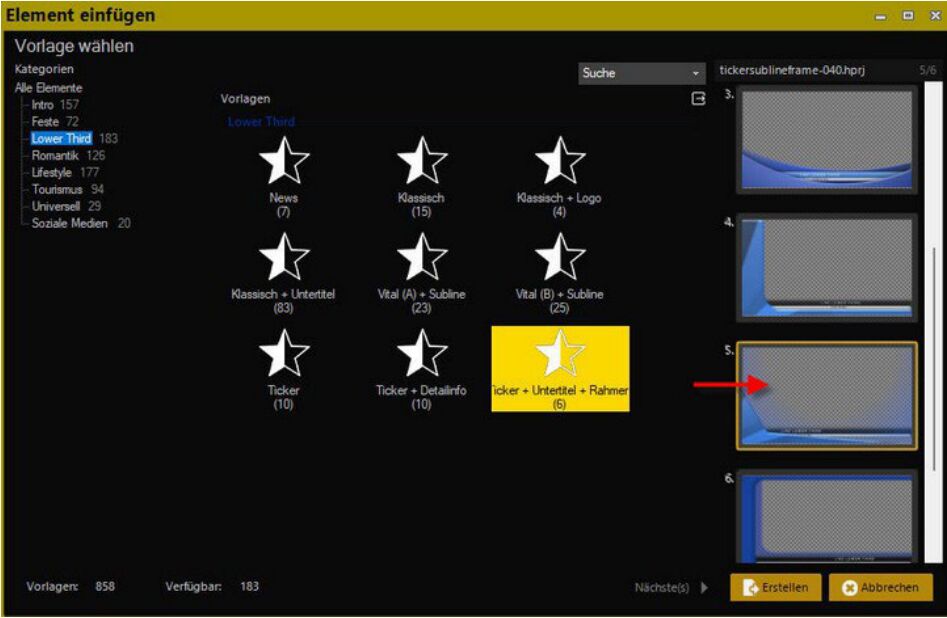 Element einfügen
Vorlage wählen
Kategorien
Alle Elemente
Intro 157
Feste 72
Lower Third 183
Romantik 126
Lifestyle 177
Tourismus 94
Universell 29
Soziale Medien 20
Suche
Vorlagen
Lower Third
News
(7)
Klassisch
(15)
Klassisch + Logo
(4)
Klassisch + Untertitel
(83)
Vital (A) + Subline
(23)
Vital (B) + Subline
(25)
Ticker
(10)
Ticker + Detailinfo
(10)
Ticker + Untertitel + Rahmen
(6)
tickersublineframe-040.hprj 5/6
3.
4.
5.
6.
Vorlagen: 858 Verfügbar: 183
Nächste(s)
Erstellen
Abbrechen